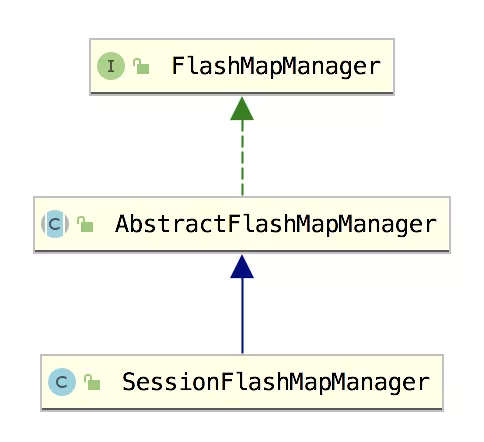 I FlashMapManager
C AbstractFlashMapManager
C SessionFlashMapManager